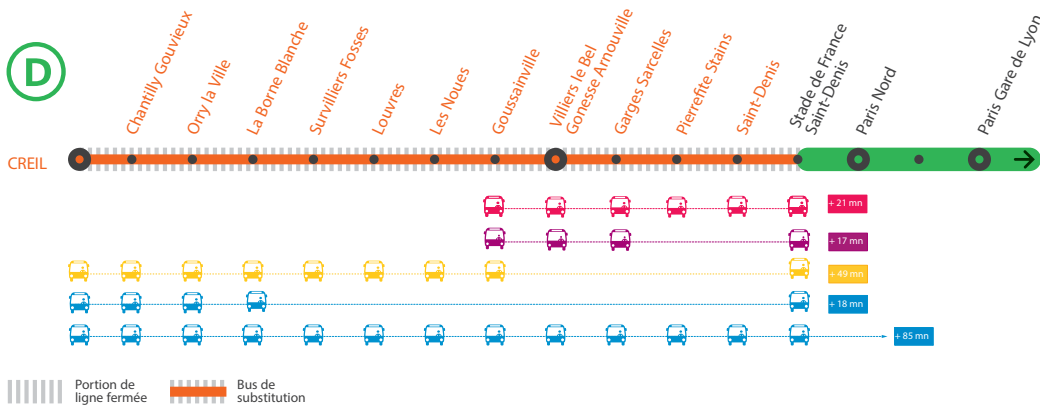 D
CREIL
Chantilly Gouvieux
Orry la Ville
La Borne Blanche
Survilliers Fosses
Louvres
Les Noues
Goussainville
Villiers le Bel
Gonesse Arnouville
Garges Sarcelles
Pierrefite Stains
Saint-Denis
Stade de France
Saint-Denis
Paris Nord
Paris Gare de Lyon
+ 21 mn
+ 17 mn
+ 49 mn
+ 18 mn
+ 85 mn
Portion de
ligne fermée
Bus de
substitution